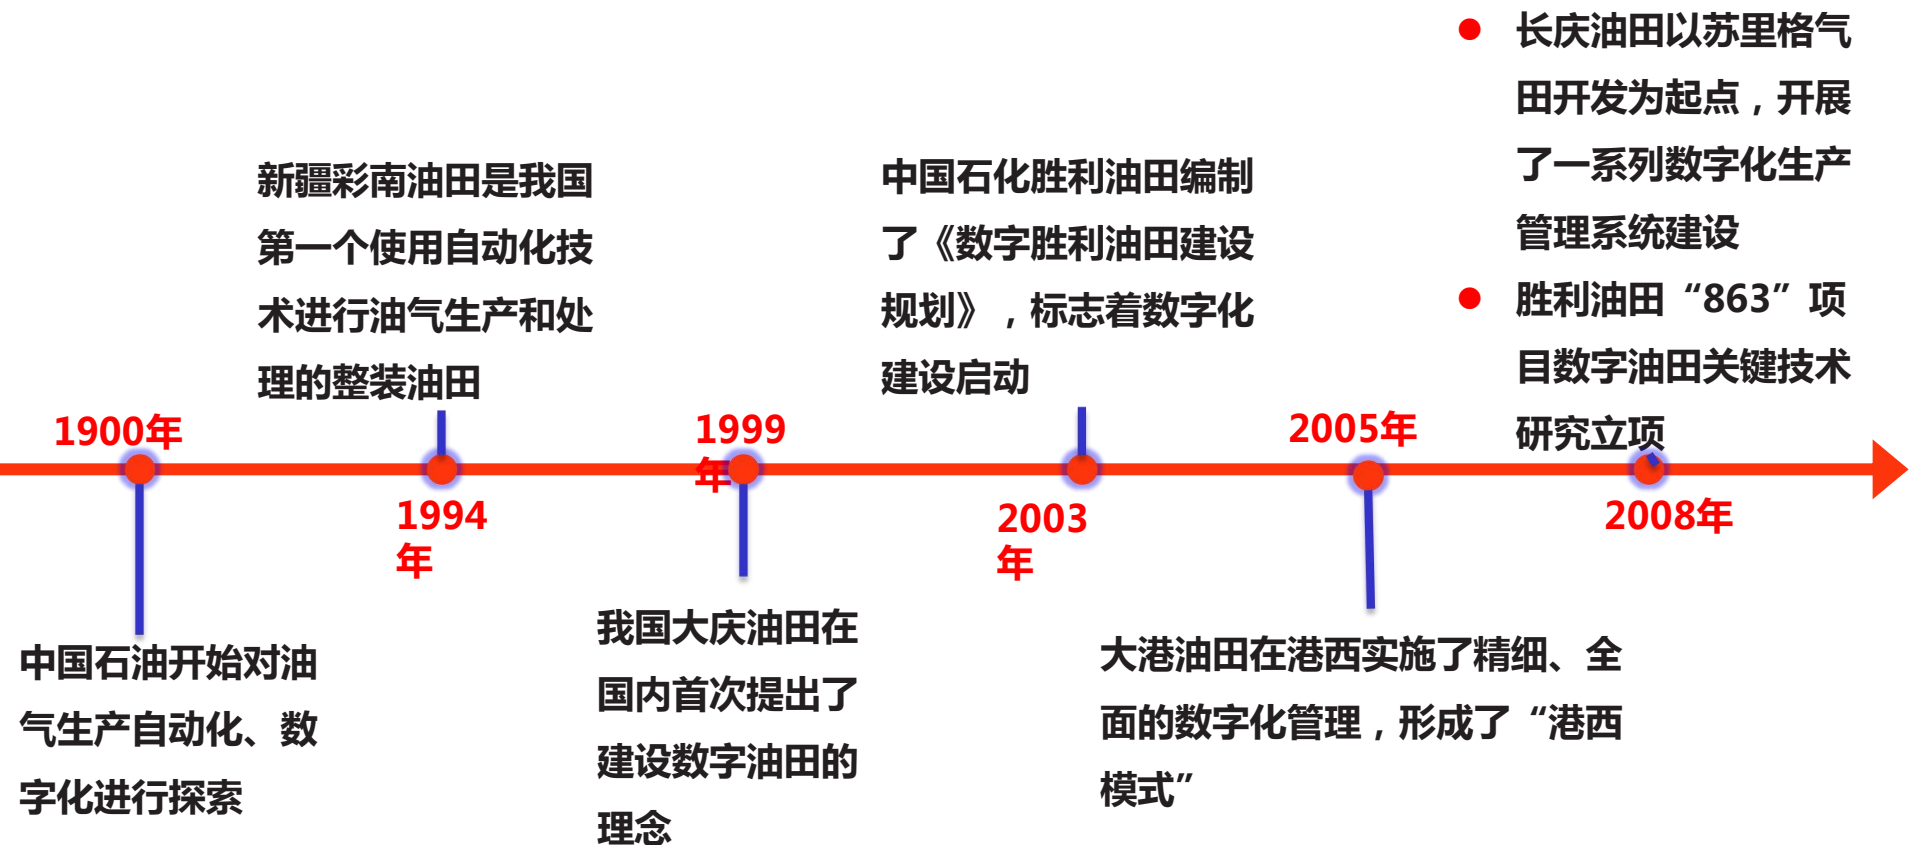 1900年
中国石油开始对油
气生产自动化、数
字化进行探索
新疆彩南油田是我国
第一个使用自动化技
术进行油气生产和处
理的整装油田
1994
年
1999
年
我国大庆油田在
国内首次提出了
建设数字油田的
理念
中国石化胜利油田编制
了《数字胜利油田建设
规划》，标志着数字化
建设启动
2003
年
2005年
大港油田在港西实施了精细、全
面的数字化管理，形成了“港西
模式”
● 长庆油田以苏里格气
田开发为起点，开展
了一系列数字化生产
管理系统建设
● 胜利油田“863”项
目数字油田关键技术
研究立项
2008年